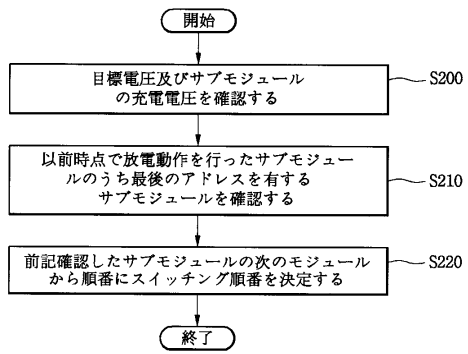 開始
目標電圧及びサブモジュール
の充電電圧を確認する
S200
以前時点で放電動作を行ったサブモジュー
ルのうち最後のアドレスを有する
サブモジュールを確認する
S210
前記確認したサブモジュールの次のモジュール
から順番にスイッチング順番を決定する
S220
終了